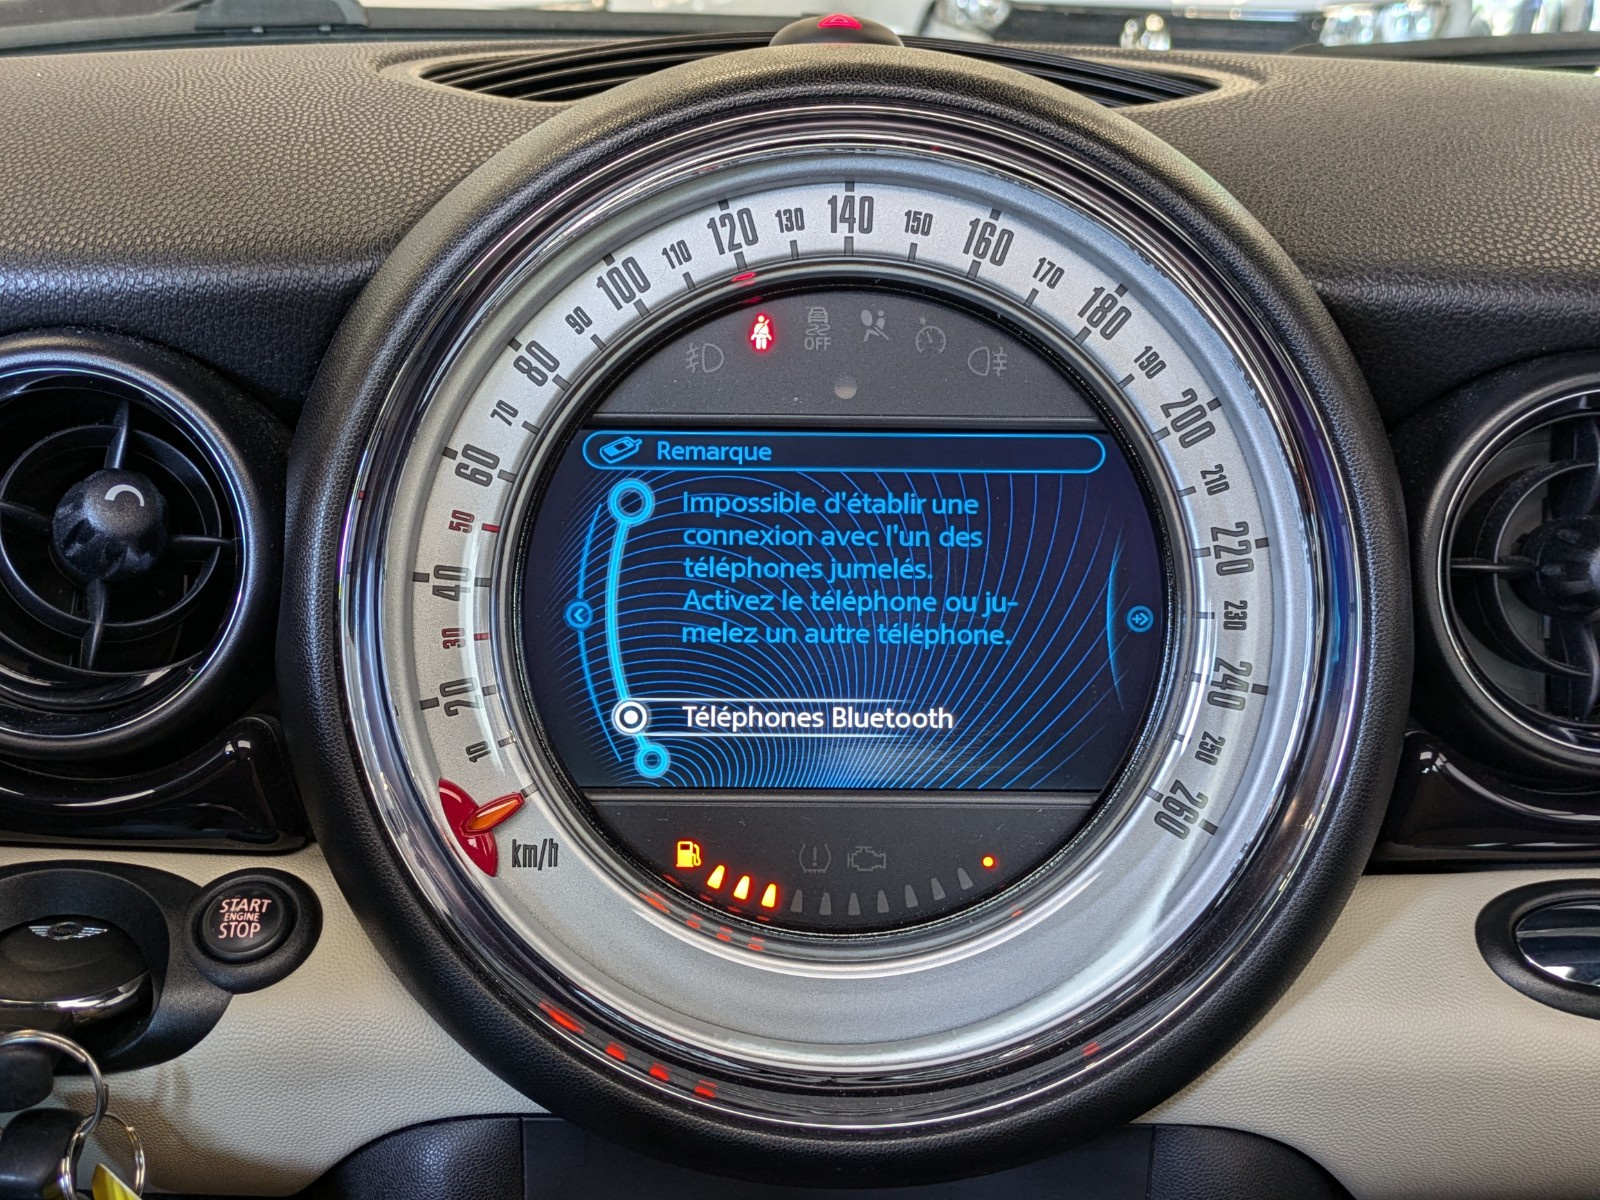 140
130
150
120
160
110
170
100
180
90
190
80
200
70
210
60
220
50
230
40
240
30
250
20
260
10
km/h
OFF
Remarque
Impossible d'établir une
connexion avec l'un des
téléphones jumelés.
Activez le téléphone ou ju-
melez un autre téléphone.
Téléphones Bluetooth
START
ENGINE
STOP